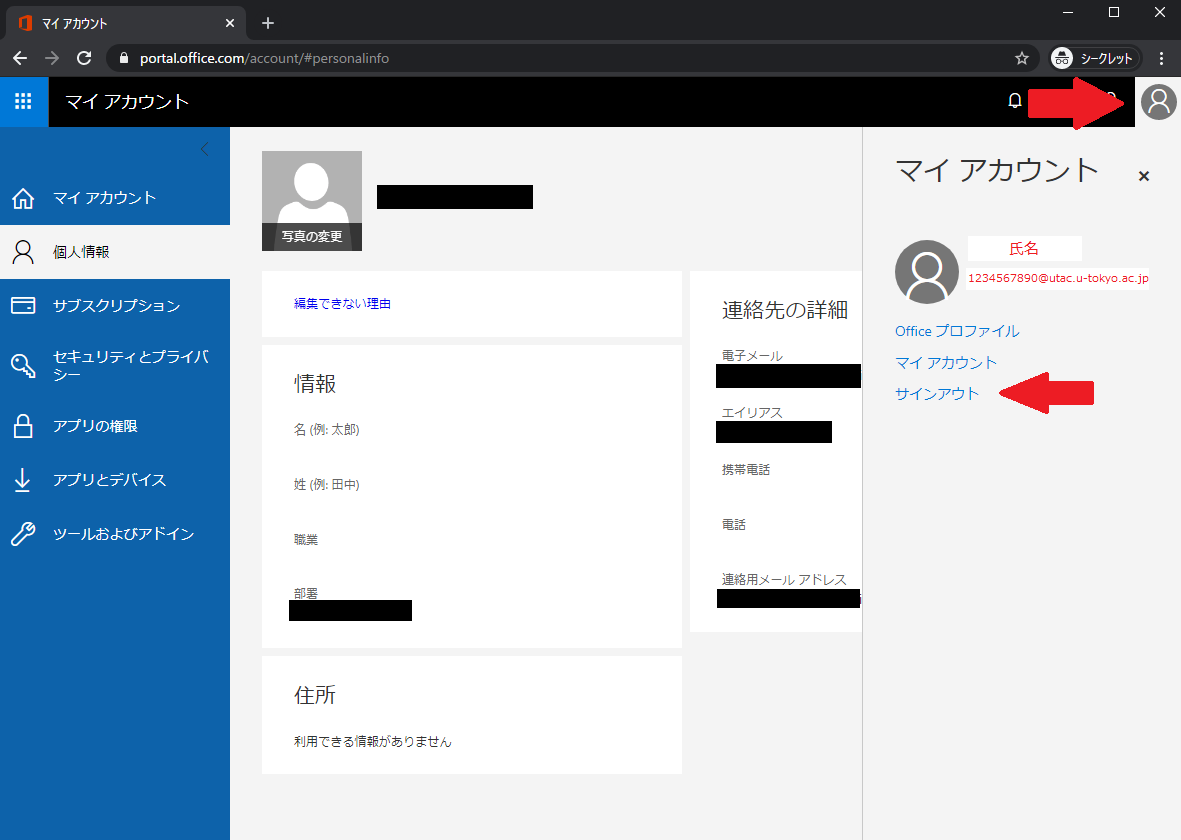 マイ アカウント
portal.office.com/account/#personalinfo
シークレット
マイ アカウント
マイ アカウント
個人情報
サブスクリプション
セキュリティとプライバ
シー
アプリの権限
アプリとデバイス
ツールおよびアドイン
写真の変更
編集できない理由
情報
名 (例: 太郎)
姓 (例: 田中)
職業
部署
住所
利用できる情報がありません
連絡先の詳細
電子メール
エイリアス
携帯電話
電話
連絡用メール アドレス
マイ アカウント
氏名
1234567890@utac.u-tokyo.ac.jp
Office プロファイル
マイ アカウント
サインアウト